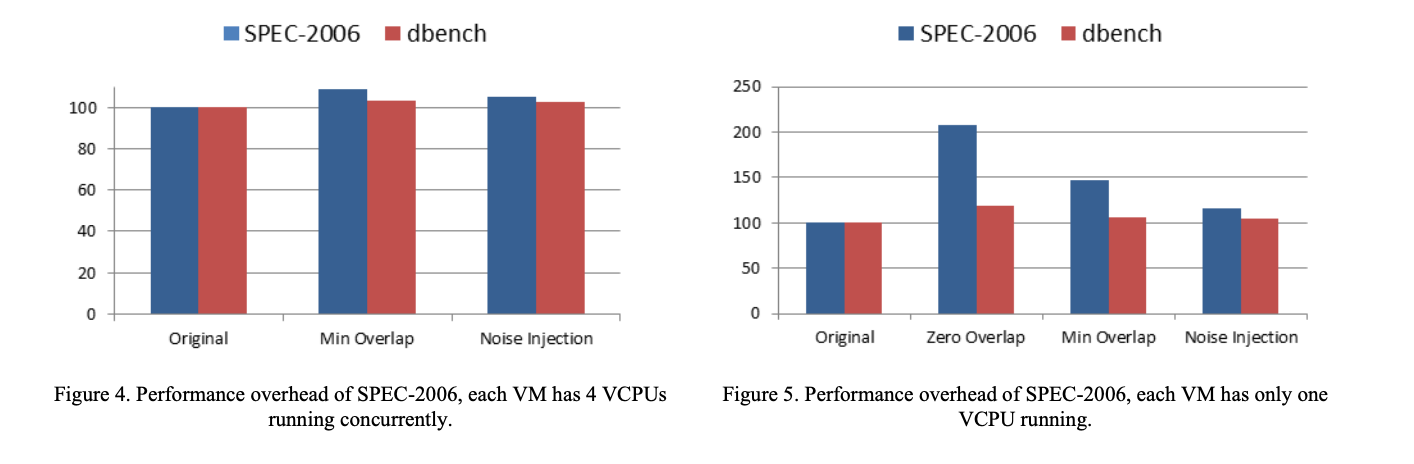 SPEC-2006 dbench
100
80
60
40
20
0
Original Min Overlap Noise Injection
Figure 4. Performance overhead of SPEC-2006, each VM has 4 VCPUs
running concurrently.
SPEC-2006 dbench
250
200
150
100
50
0
Original Zero Overlap Min Overlap Noise Injection
Figure 5. Performance overhead of SPEC-2006, each VM has only one
VCPU running.